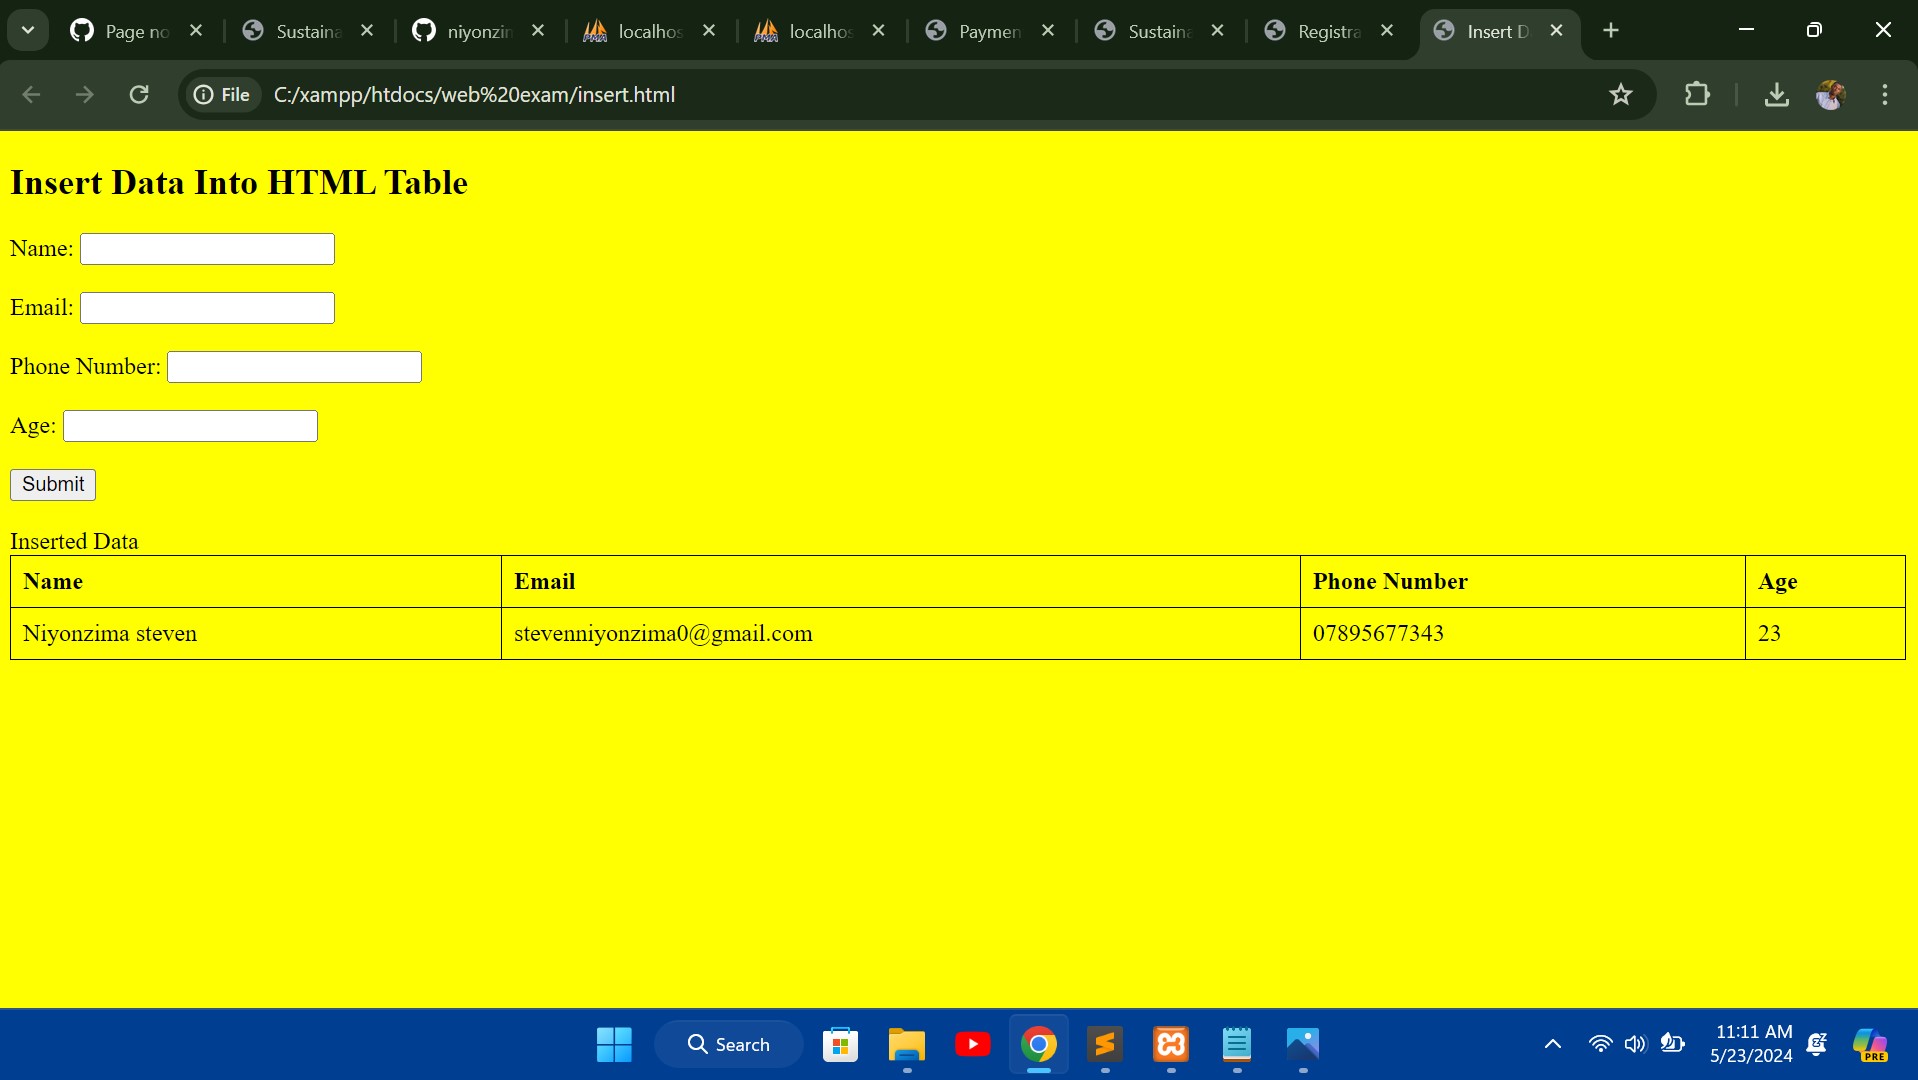 Page no
Sustaina
niyonzin
localhos
localhos
Paymen
Sustaina
Registra
Insert D
File
C:/xampp/htdocs/web%20exam/insert.html
Insert Data Into HTML Table
Name:
Email:
Phone Number:
Age:
Submit
Inserted Data
Name Email Phone Number Age
Niyonzima steven stevenniyonzima0@gmail.com 07895677343 23
Search
11:11 AM
5/23/2024
PRE